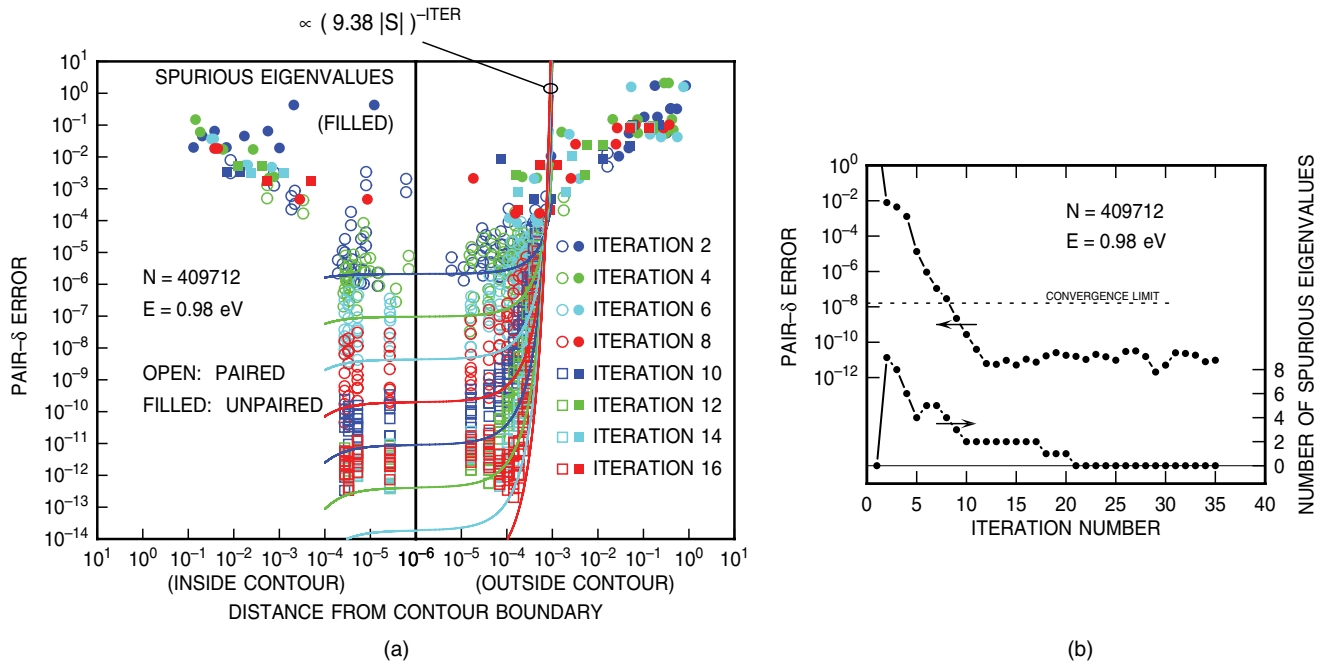 ∝ ( 9.38 |S| )^–ITER
SPURIOUS EIGENVALUES
(FILLED)
N = 409712
E = 0.98 eV
OPEN: PAIRED
FILLED: UNPAIRED
ITERATION 2
ITERATION 4
ITERATION 6
ITERATION 8
ITERATION 10
ITERATION 12
ITERATION 14
ITERATION 16
PAIR–δ ERROR
10^1
10^0
10^–1
10^–2
10^–3
10^–4
10^–5
10^–6
10^–7
10^–8
10^–9
10^–10
10^–11
10^–12
10^–13
10^–14
10^1 10^0 10^–1 10^–2 10^–3 10^–4 10^–5 10^–6 10^–5 10^–4 10^–3 10^–2 10^–1 10^0 10^1
(INSIDE CONTOUR) (OUTSIDE CONTOUR)
DISTANCE FROM CONTOUR BOUNDARY
(a)
N = 409712
E = 0.98 eV
CONVERGENCE LIMIT
PAIR–δ ERROR
10^0
10^–2
10^–4
10^–6
10^–8
10^–10
10^–12
NUMBER OF SPURIOUS EIGENVALUES
8
6
4
2
0
0 5 10 15 20 25 30 35 40
ITERATION NUMBER
(b)